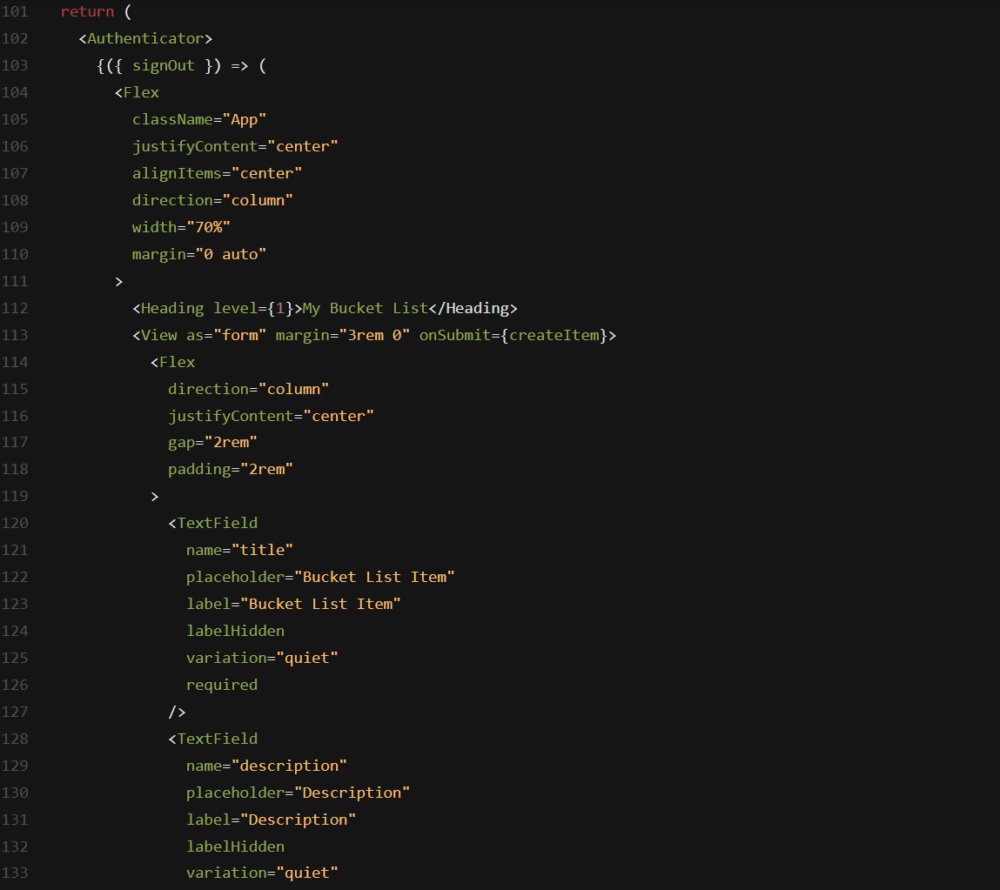 101 return (
102 <Authenticator>
103 {({ signOut }) => (
104 <Flex
105 className="App"
106 justifyContent="center"
107 alignItems="center"
108 direction="column"
109 width="70%"
110 margin="0 auto"
111 >
112 <Heading level={1}>My Bucket List</Heading>
113 <View as="form" margin="3rem 0" onSubmit={createItem}>
114 <Flex
115 direction="column"
116 justifyContent="center"
117 gap="2rem"
118 padding="2rem"
119 >
120 <TextField
121 name="title"
122 placeholder="Bucket List Item"
123 label="Bucket List Item"
124 labelHidden
125 variation="quiet"
126 required
127 />
128 <TextField
129 name="description"
130 placeholder="Description"
131 label="Description"
132 labelHidden
133 variation="quiet"